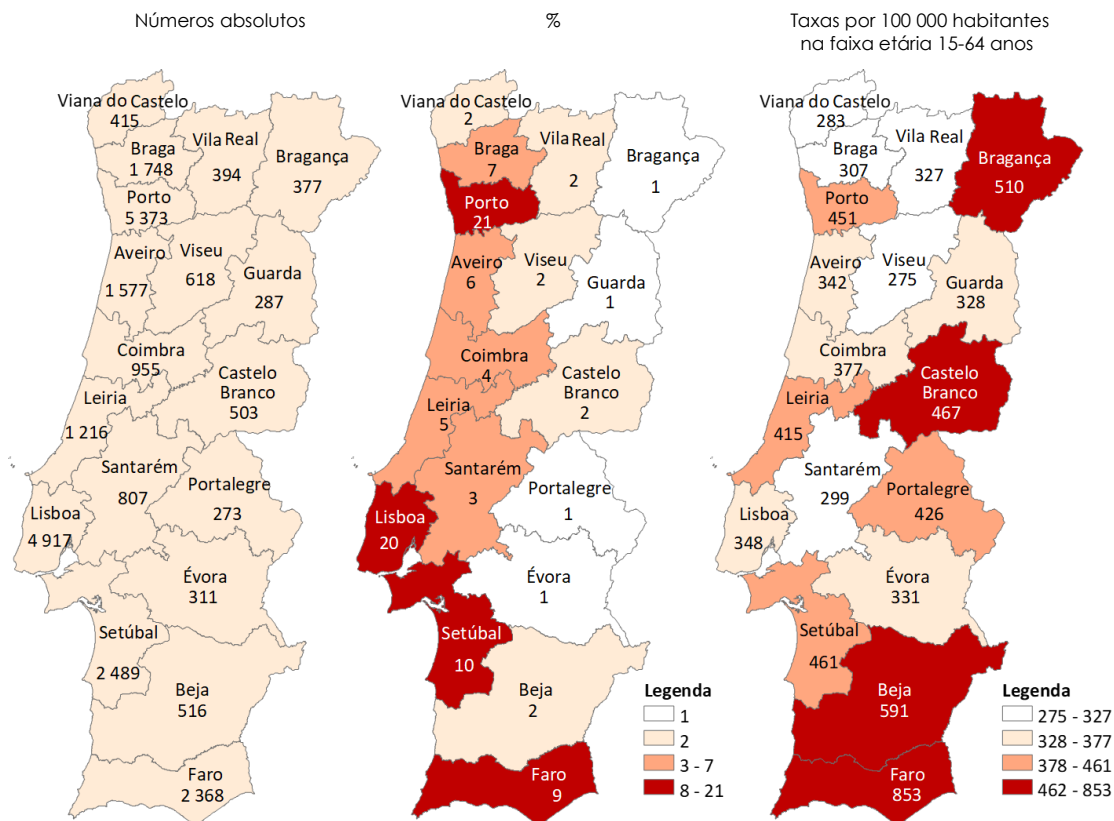 Números absolutos
Viana do Castelo
415
Braga
1 748
Vila Real
394
Bragança
377
Porto
5 373
Aveiro
1 577
Viseu
618
Guarda
287
Coimbra
955
Castelo
Branco
503
Leiria
1 216
Santarém
807
Portalegre
273
Lisboa
4 917
Évora
311
Setúbal
2 489
Beja
516
Faro
2 368
%
Viana do Castelo
2
Braga
7
Vila Real
2
Bragança
1
Porto
21
Aveiro
6
Viseu
2
Guarda
1
Coimbra
4
Castelo
Branco
2
Leiria
5
Santarém
3
Portalegre
1
Lisboa
20
Évora
1
Setúbal
10
Beja
2
Faro
9
Legenda
1
2
3 - 7
8 - 21
Taxas por 100 000 habitantes
na faixa etária 15-64 anos
Viana do Castelo
283
Braga
307
Vila Real
327
Bragança
510
Porto
451
Aveiro
342
Viseu
275
Guarda
328
Coimbra
377
Castelo
Branco
467
Leiria
415
Santarém
299
Portalegre
426
Lisboa
348
Évora
331
Setúbal
461
Beja
591
Faro
853
Legenda
275 - 327
328 - 377
378 - 461
462 - 853